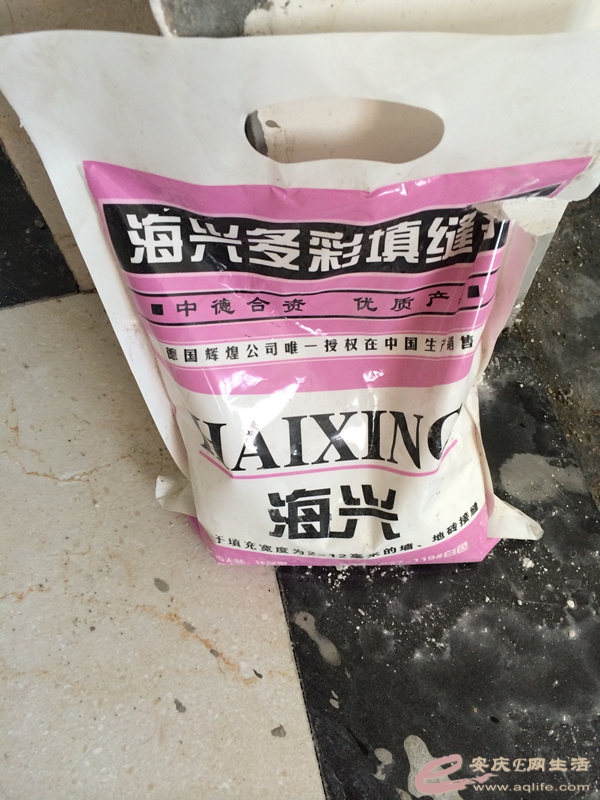 海兴多彩填缝
中德合资 优质产
德国辉煌公司唯一授权在中国生产销售
HAIXING
海兴
于填充宽度为2-12毫米的墙、地砖接缝
119#白色
安庆E网生活
www.aqlife.com